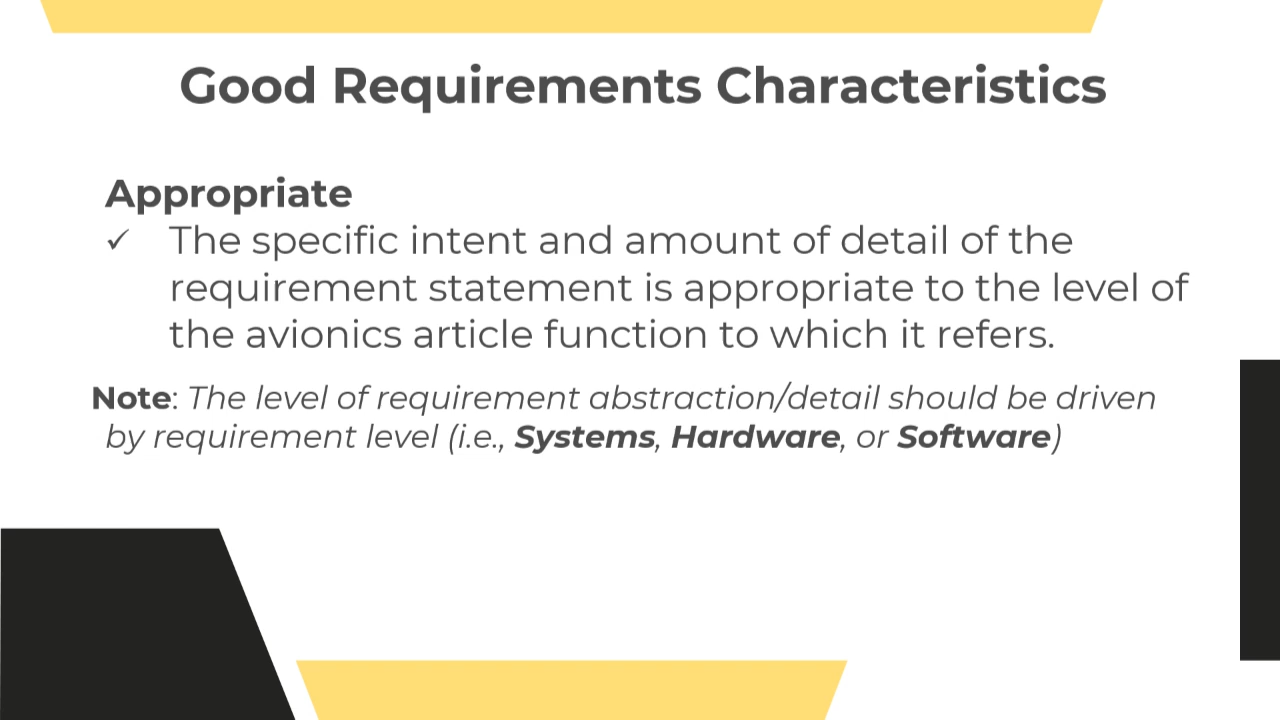 Good Requirements Characteristics
Appropriate
✓ The specific intent and amount of detail of the
requirement statement is appropriate to the level of
the avionics article function to which it refers.
Note: The level of requirement abstraction/detail should be driven
by requirement level (i.e., Systems, Hardware, or Software)